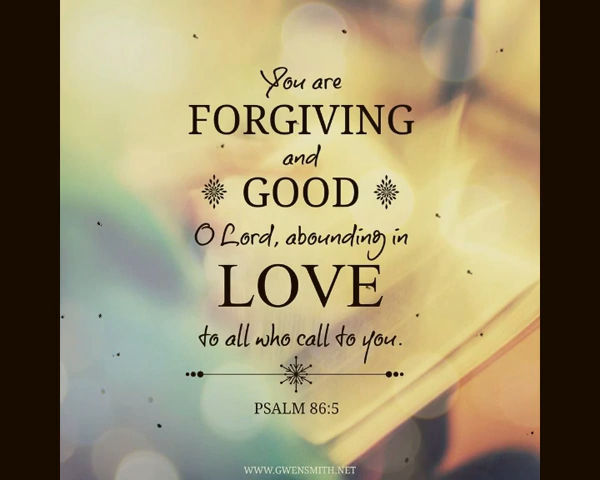 You are
FORGIVING
and
GOOD
O Lord, abounding in
LOVE
to all who call to you.
PSALM 86:5
WWW.GWENSMITH.NET